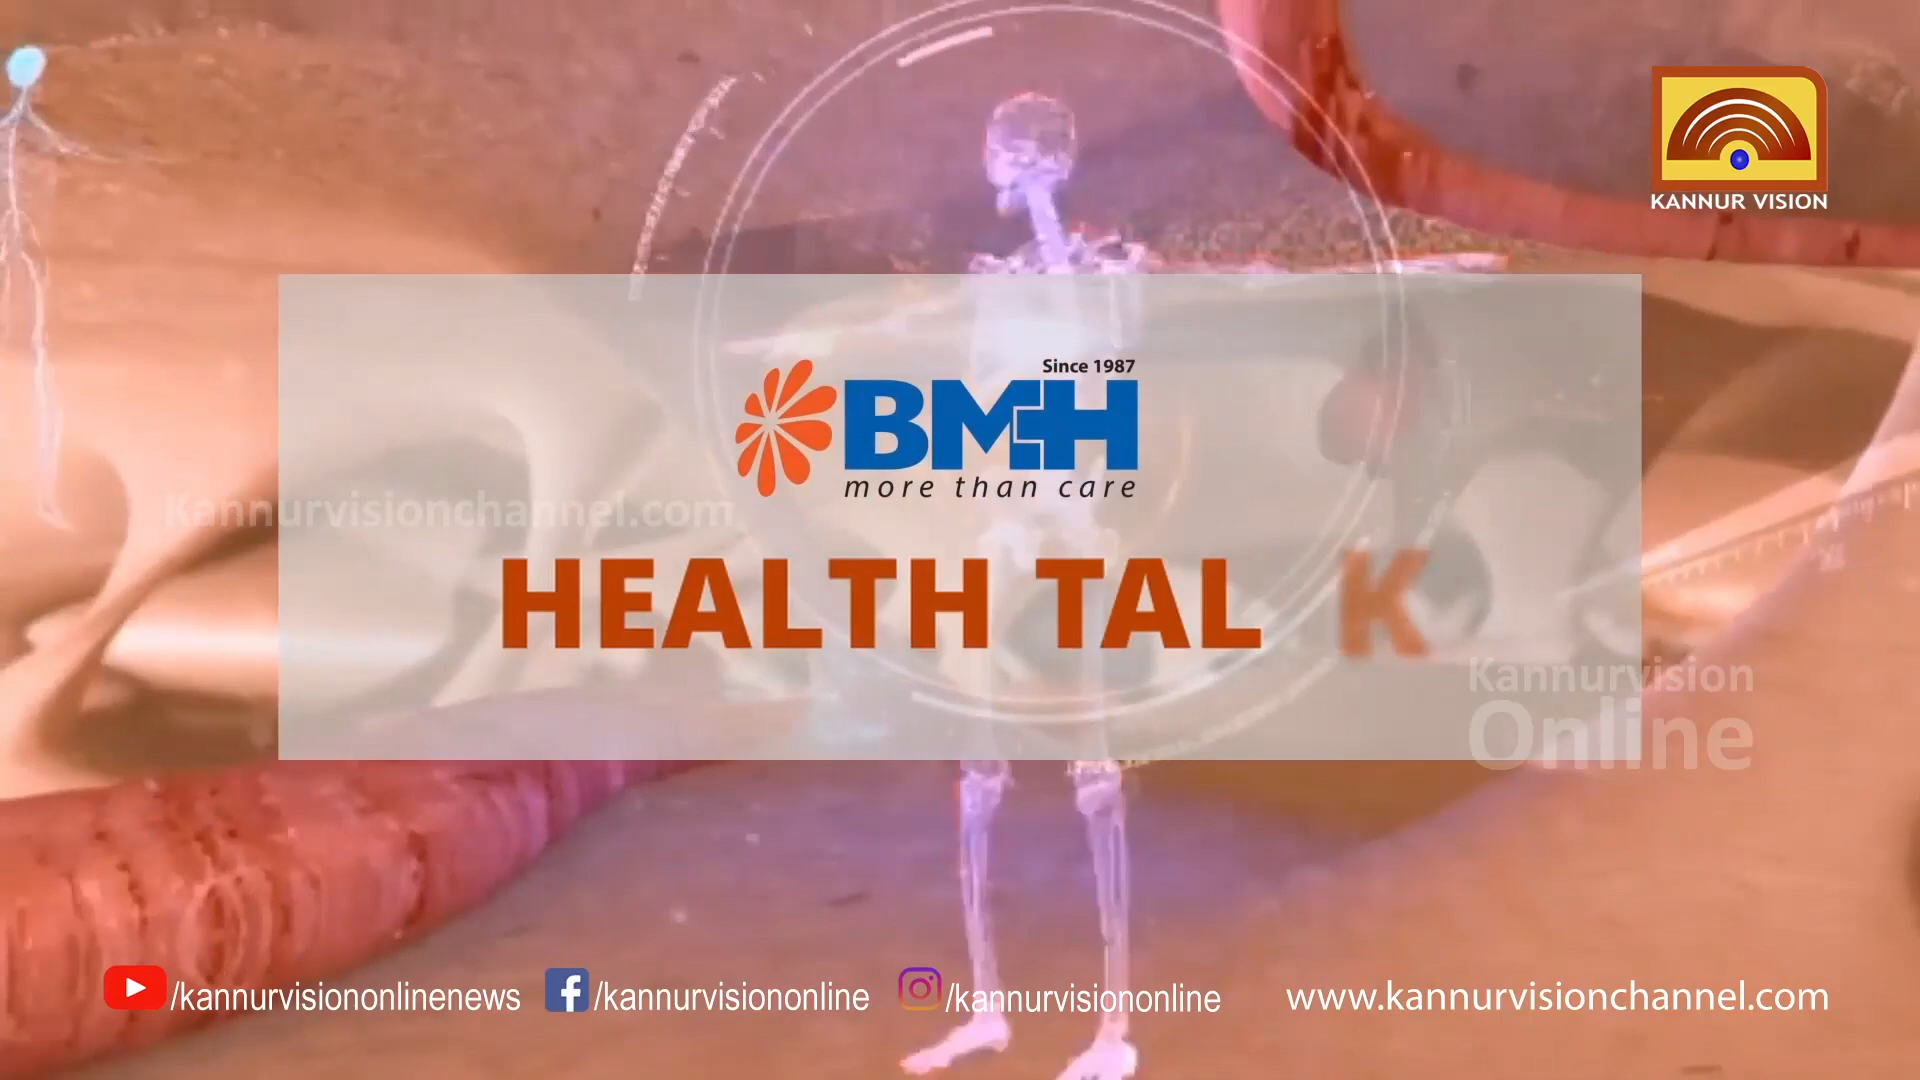 KANNUR VISION
Since 1987
BMH
more than care
Kannurvisionchannel.com
HEALTH TALK
Kannurvision
Online
/kannurvisiononlinenews
/kannurvisiononline
/kannurvisiononline
www.kannurvisionchannel.com